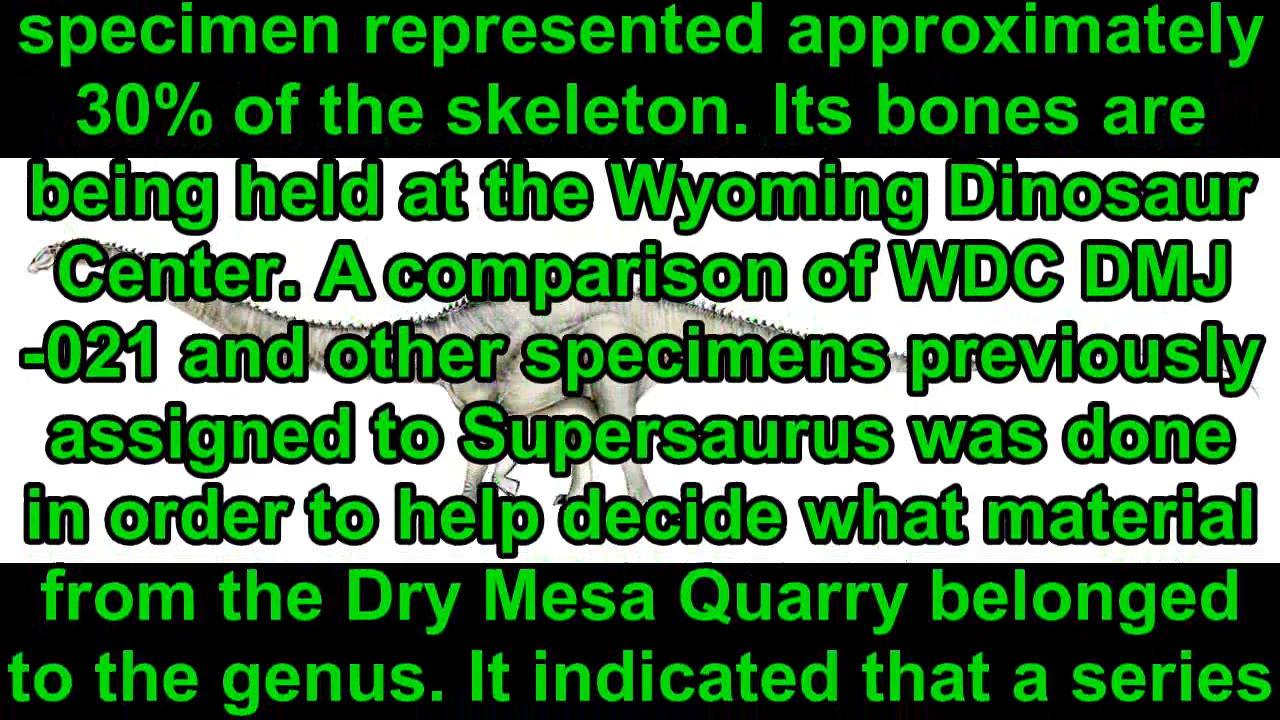 specimen represented approximately
30% of the skeleton. Its bones are
being held at the Wyoming Dinosaur
Center. A comparison of WDC DMJ
-021 and other specimens previously
assigned to Supersaurus was done
in order to help decide what material
from the Dry Mesa Quarry belonged
to the genus. It indicated that a series